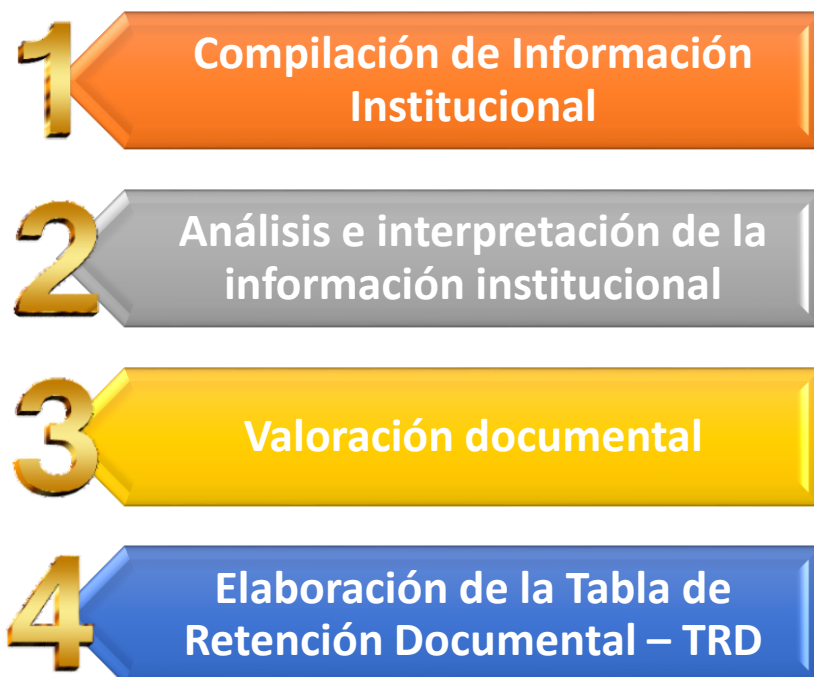 1
Compilación de Información
Institucional
2
Análisis e interpretación de la
información institucional
3
Valoración documental
4
Elaboración de la Tabla de
Retención Documental – TRD